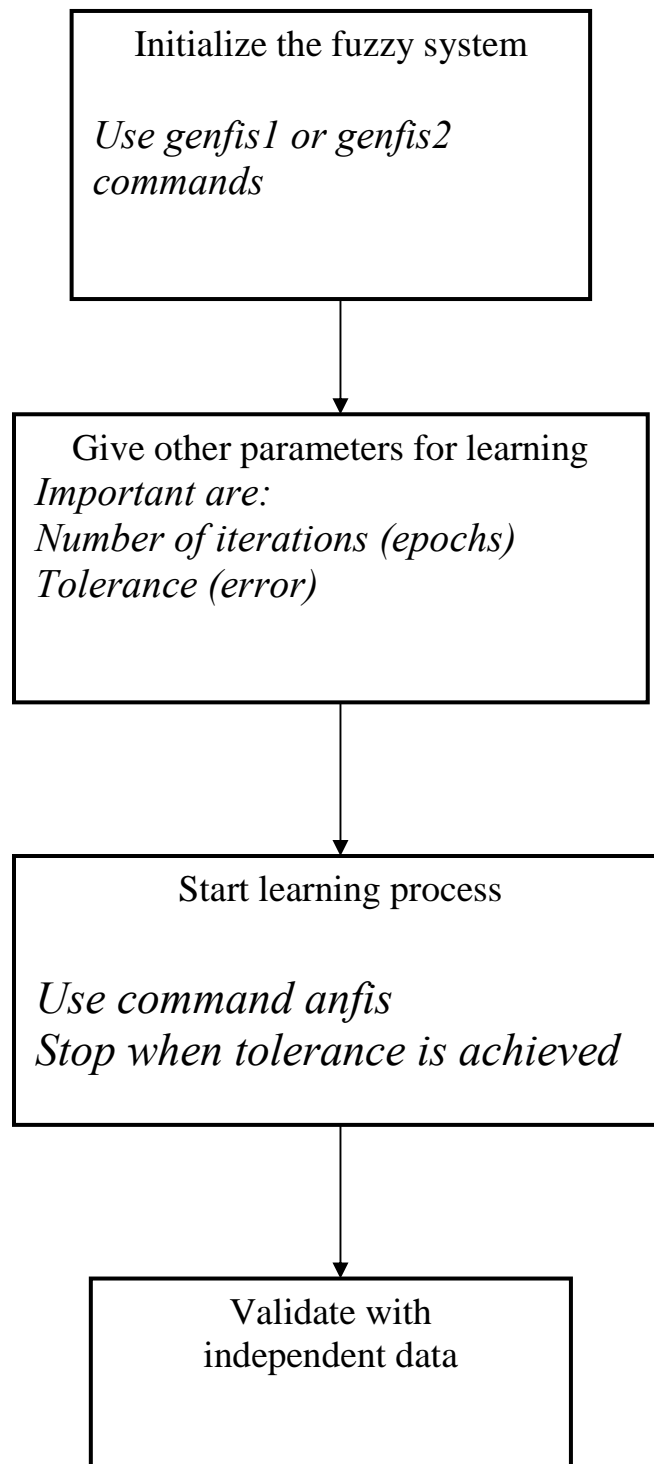 Initialize the fuzzy system
Use genfis1 or genfis2
commands
Give other parameters for learning
Important are:
Number of iterations (epochs)
Tolerance (error)
Start learning process
Use command anfis
Stop when tolerance is achieved
Validate with
independent data